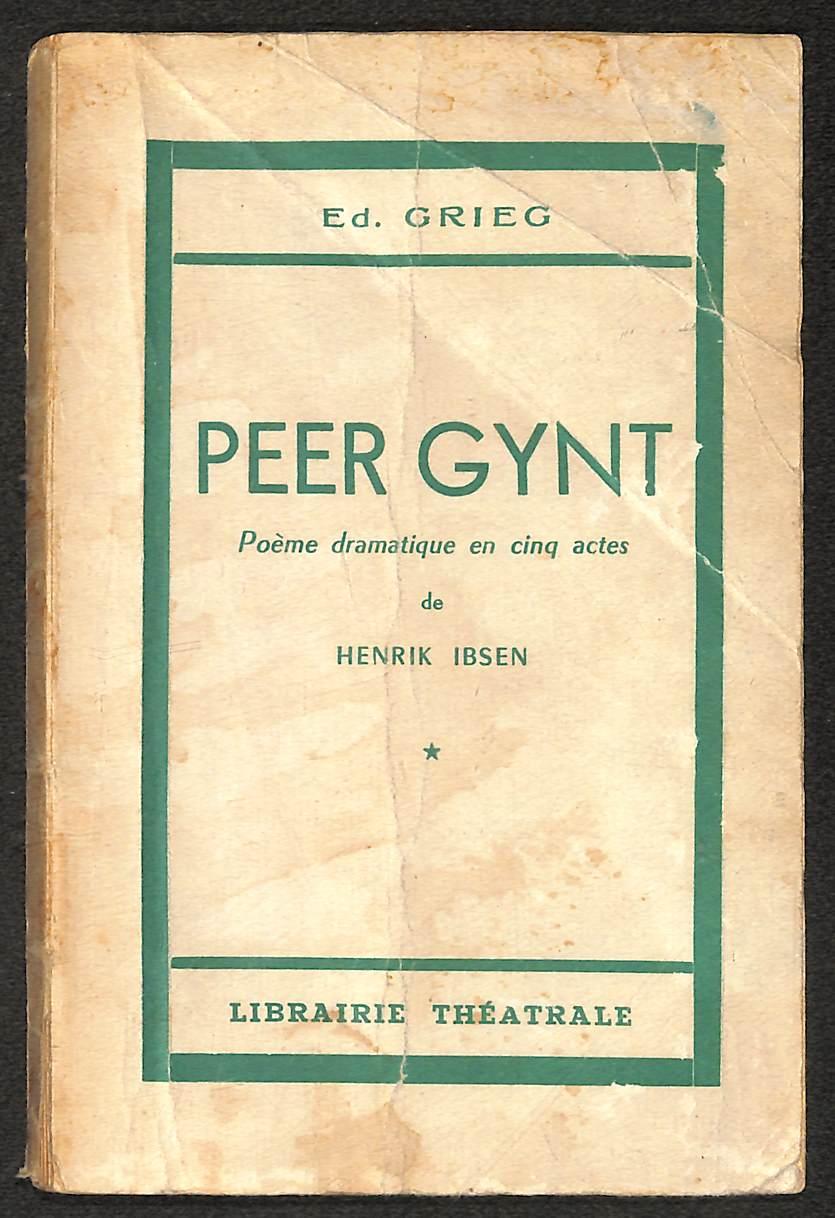 Ed. GRIEG
PEER GYNT
Poème dramatique en cinq actes
de
HENRIK IBSEN
LIBRAIRIE THÉATRALE